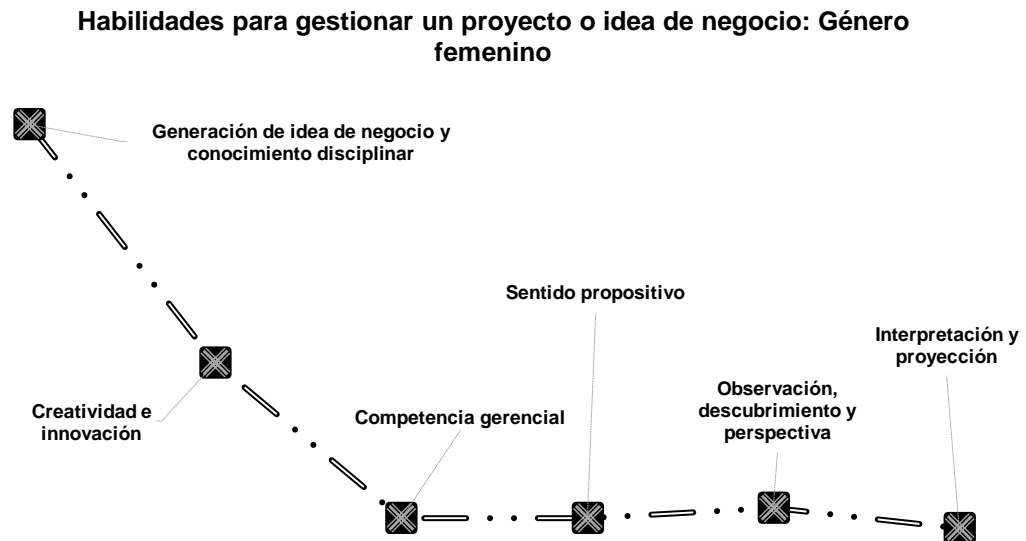 Habilidades para gestionar un proyecto o idea de negocio: Género
femenino
Generación de idea de negocio y
conocimiento disciplinar
Creatividad e
innovación
Competencia gerencial
Sentido propositivo
Observación,
descubrimiento y
perspectiva
Interpretación y
proyección